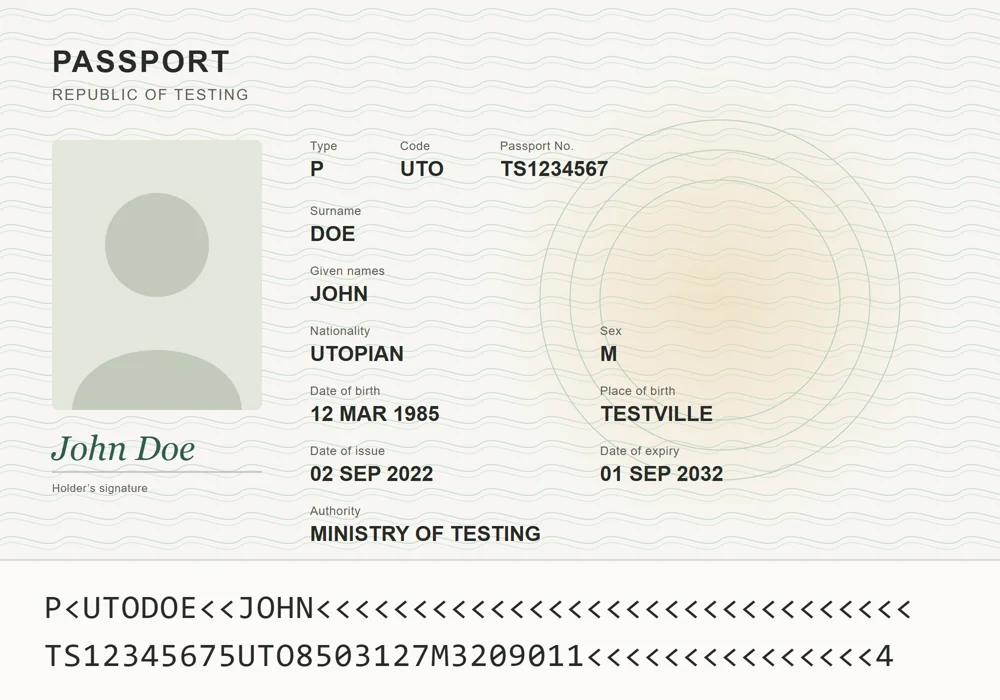 PASSPORT
REPUBLIC OF TESTING
Type Code Passport No.
P UTO TS1234567
Surname
DOE
Given names
JOHN
Nationality Sex
UTOPIAN M
Date of birth Place of birth
12 MAR 1985 TESTVILLE
Date of issue Date of expiry
02 SEP 2022 01 SEP 2032
Authority
MINISTRY OF TESTING
John Doe
Holder's signature
P<UTODOE<<JOHN<<<<<<<<<<<<<<<<<<<<<<<<<<<<<<<
TS12345675UTO8503127M3209011<<<<<<<<<<<<<<<4